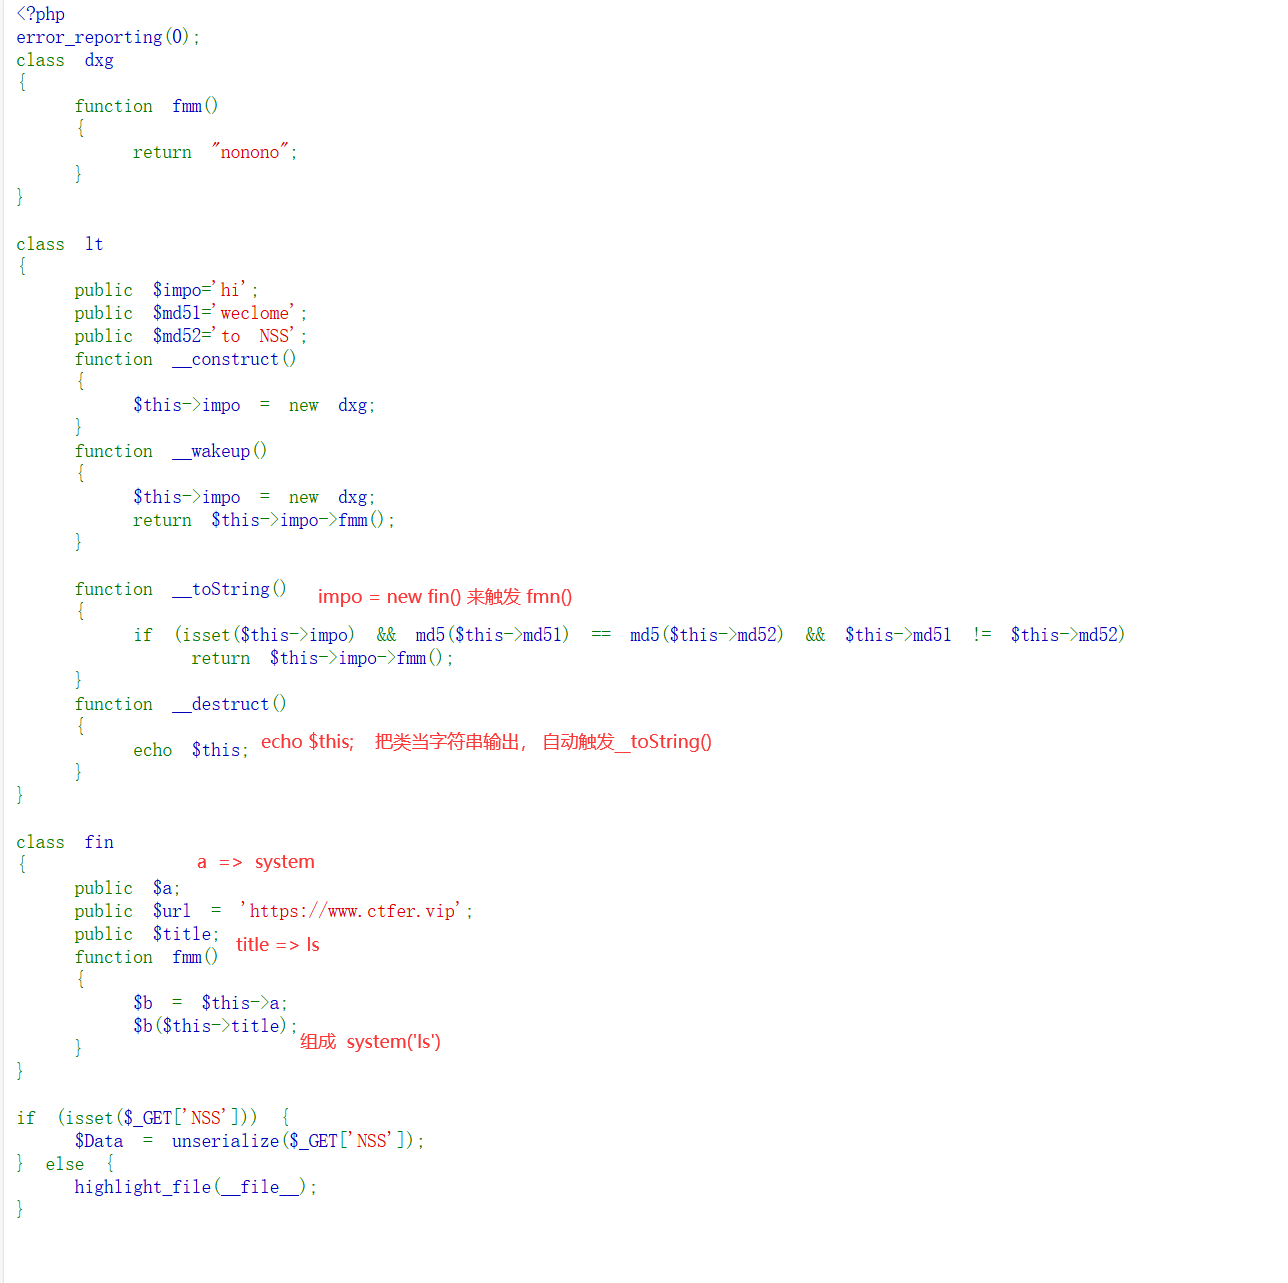 <?php
error_reporting(0);
class dxg
{
function fmm()
{
return "nonono";
}
}
class lt
{
public $impo='hi';
public $md51='weclome';
public $md52='to NSS';
function __construct()
{
$this->impo = new dxg;
}
function __wakeup()
{
$this->impo = new dxg;
return $this->impo->fmm();
}
function __toString()
impo = new fin() 来触发 fmn()
{
if (isset($this->impo) && md5($this->md51) == md5($this->md52) && $this->md51 != $this->md52)
return $this->impo->fmm();
}
function __destruct()
{
echo $this; echo $this; 把类当字符串输出， 自动触发__toString()
}
}
class fin
{
a => system
public $a;
public $url = 'https://www.ctfer.vip';
public $title; title => ls
function fmm()
{
$b = $this->a;
$b($this->title);
组成 system('ls')
}
}
if (isset($_GET['NSS'])) {
$Data = unserialize($_GET['NSS']);
} else {
highlight_file(__file__);
}